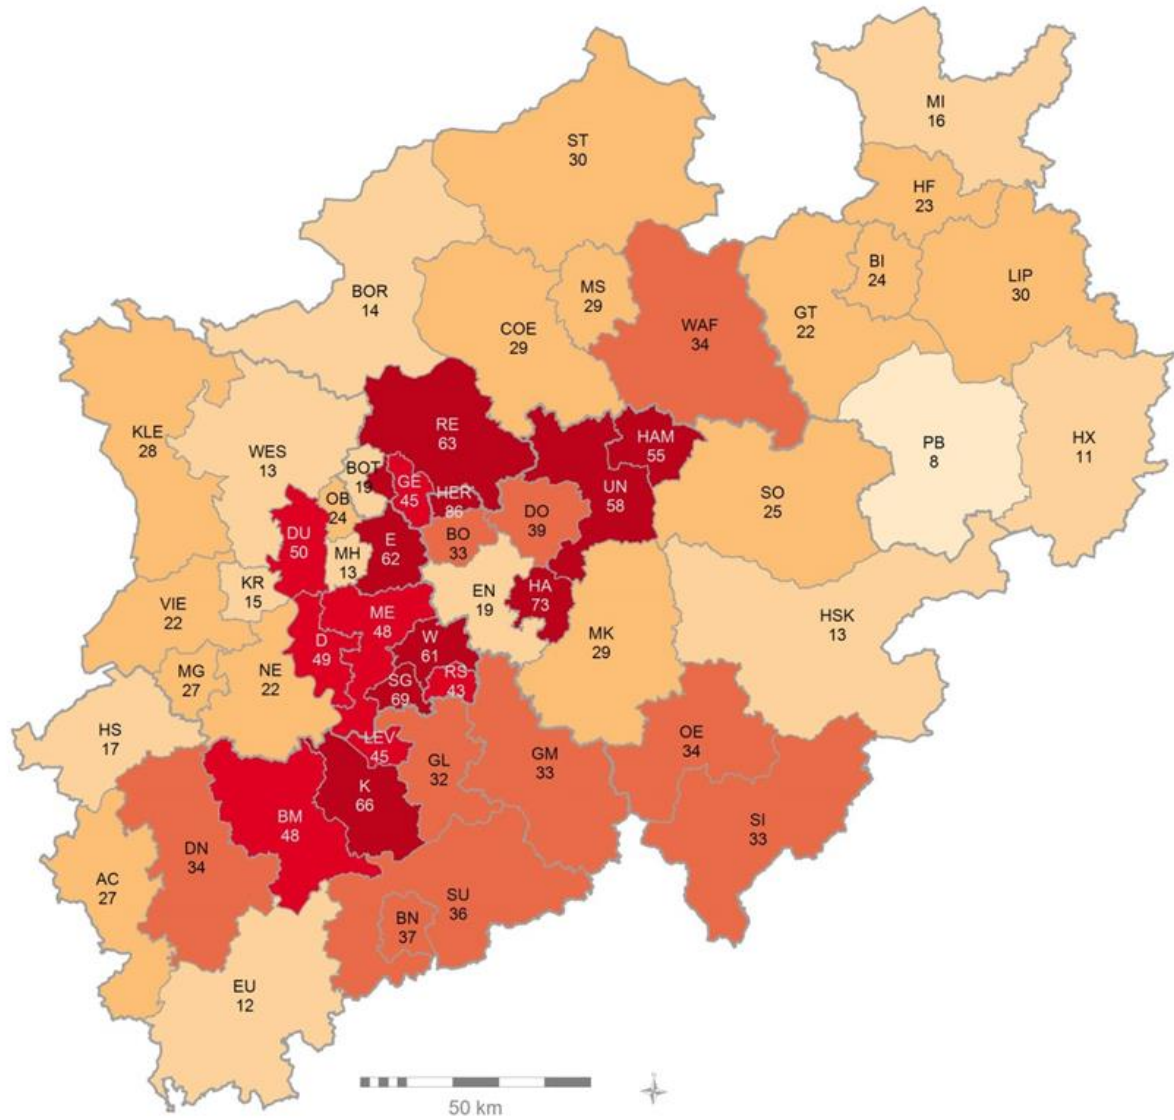 MI
16
ST
30
HF
23
BI
24
LIP
30
MS
29
BOR
14
COE
29
WAF
34
GT
22
KLE
28
WES
13
RE
63
HAM
55
PB
8
HX
11
BOT
19
GE
45
HER
86
UN
58
SO
25
OB
24
DO
39
DU
50
E
62
BO
33
MH
13
KR
15
EN
19
HA
73
VIE
22
ME
48
HSK
13
D
49
W
61
MK
29
MG
27
NE
22
SG
69
RS
43
HS
17
LEV
45
GL
32
GM
33
OE
34
K
66
BM
48
SI
33
DN
34
AC
27
SU
36
BN
37
EU
12
50 km